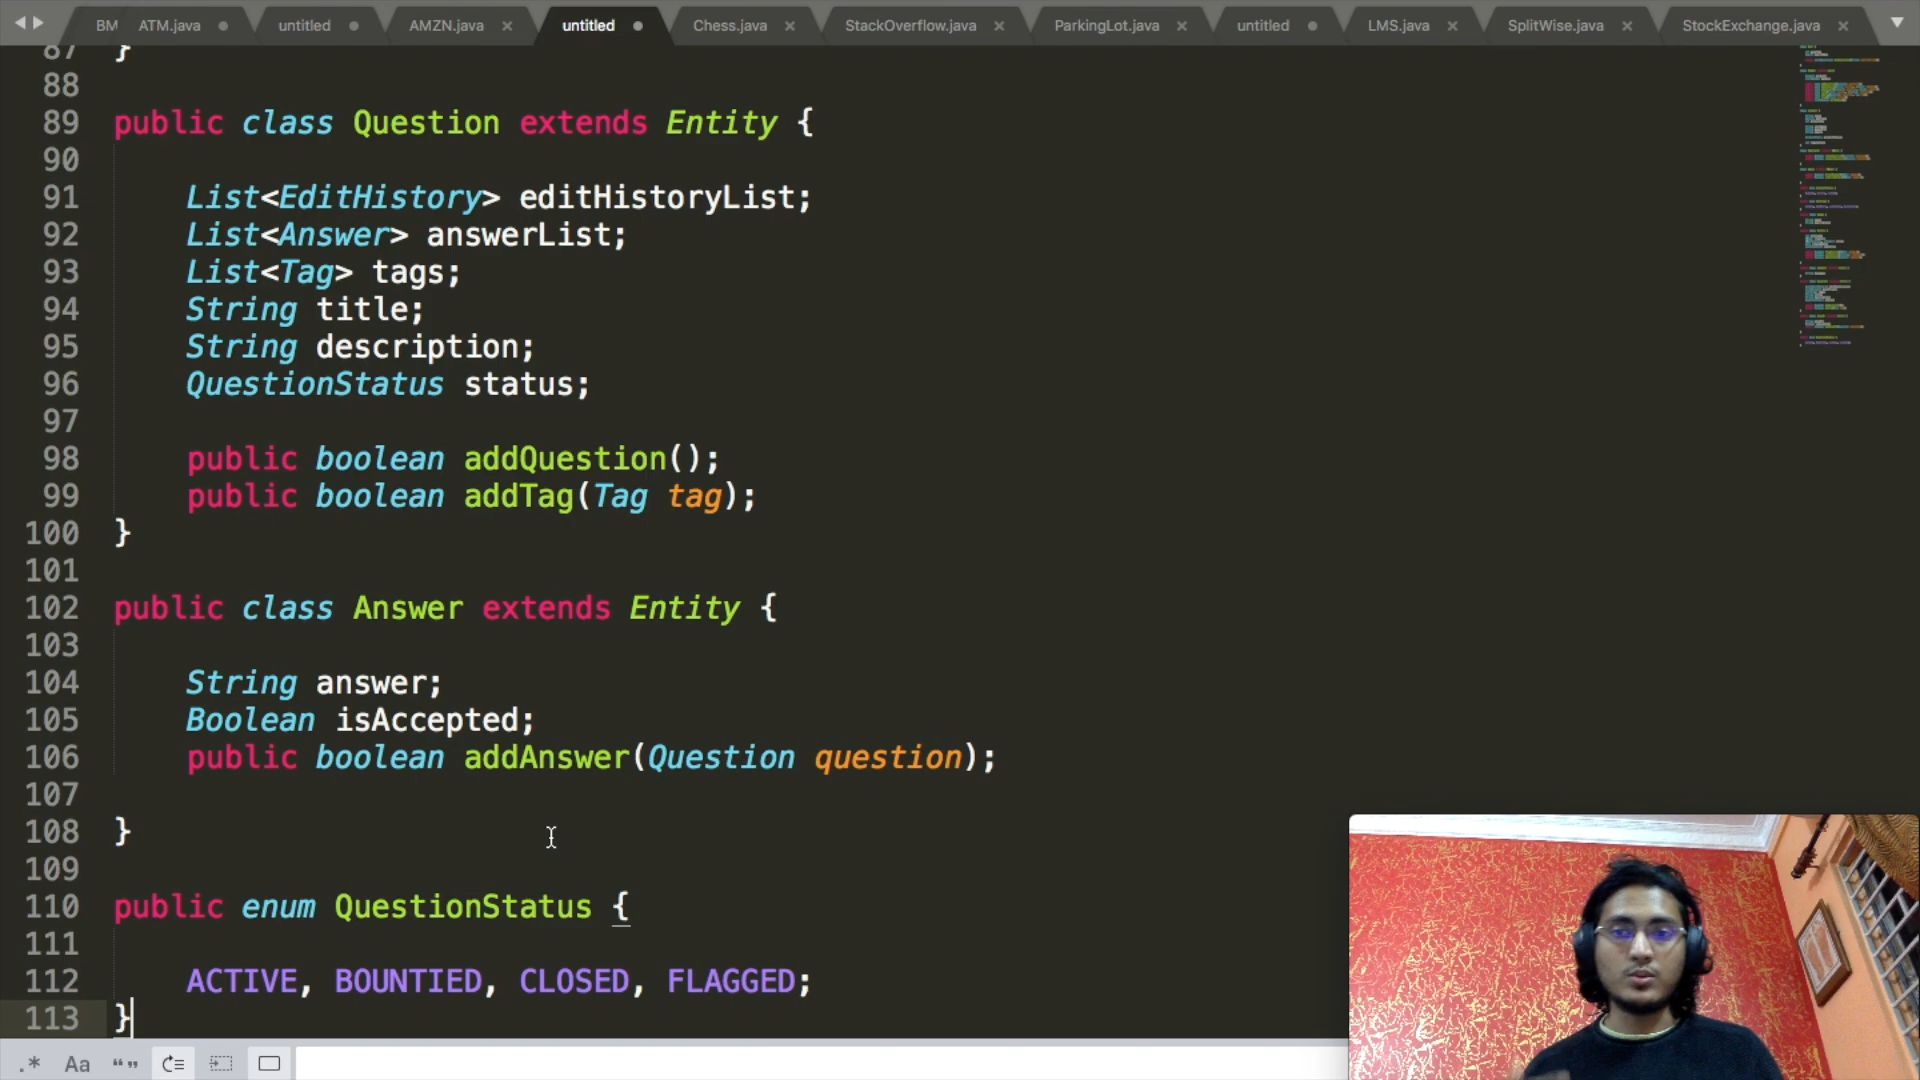 BM ATM.java untitled AMZN.java untitled Chess.java StackOverflow.java ParkingLot.java untitled LMS.java SplitWise.java StockExchange.java
87 }
88
89 public class Question extends Entity {
90
91 List<EditHistory> editHistoryList;
92 List<Answer> answerList;
93 List<Tag> tags;
94 String title;
95 String description;
96 QuestionStatus status;
97
98 public boolean addQuestion();
99 public boolean addTag(Tag tag);
100 }
101
102 public class Answer extends Entity {
103
104 String answer;
105 Boolean isAccepted;
106 public boolean addAnswer(Question question);
107
108 }
109
110 public enum QuestionStatus {
111
112 ACTIVE, BOUNTIED, CLOSED, FLAGGED;
113 }
.* Aa “”